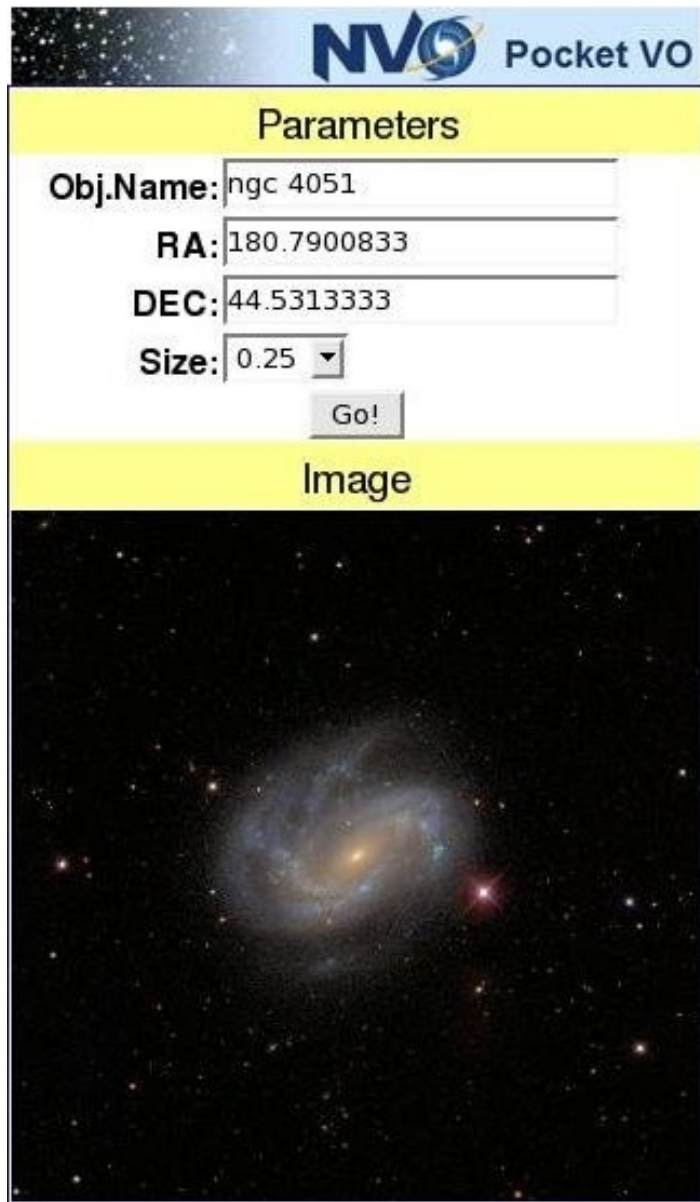 NVO Pocket VO
Parameters
Obj.Name: ngc 4051
RA: 180.7900833
DEC: 44.5313333
Size: 0.25
Go!
Image